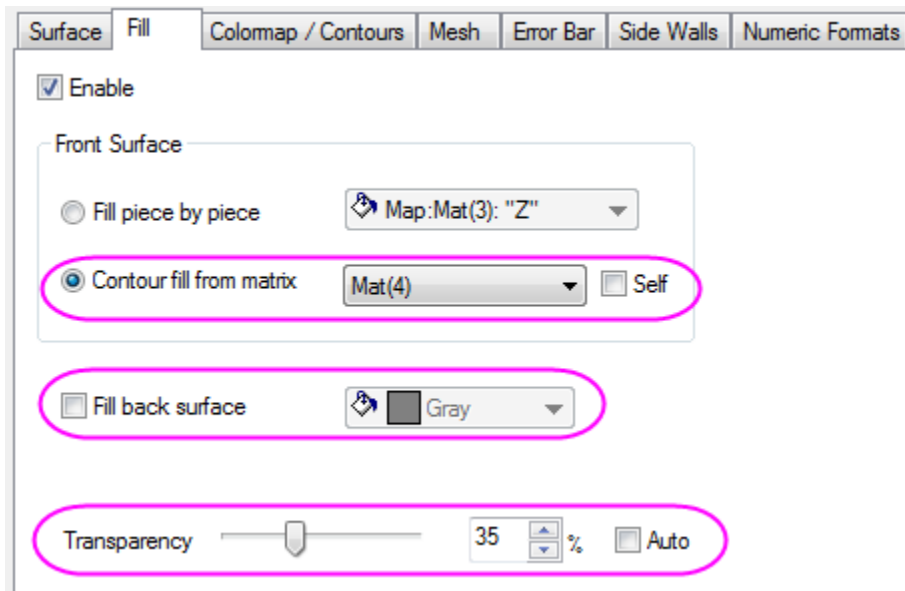 Surface Fill Colormap / Contours Mesh Error Bar Side Walls Numeric Formats
Enable
Front Surface
Fill piece by piece Map:Mat(3): "Z"
Contour fill from matrix Mat(4) Self
Fill back surface Gray
Transparency 35 % Auto